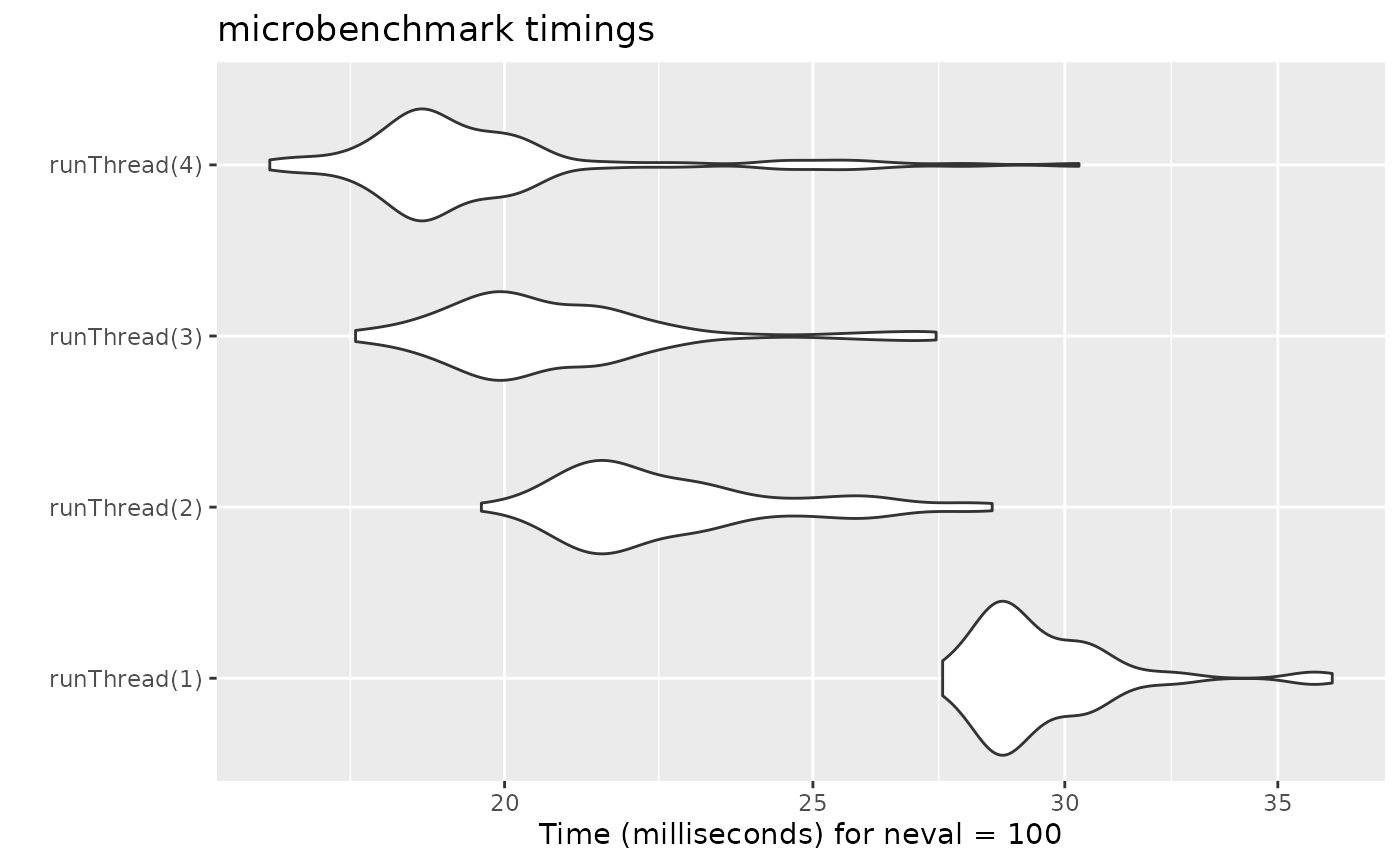 microbenchmark timings
runThread(4)
runThread(3)
runThread(2)
runThread(1)
20 25 30 35
Time (milliseconds) for neval = 100